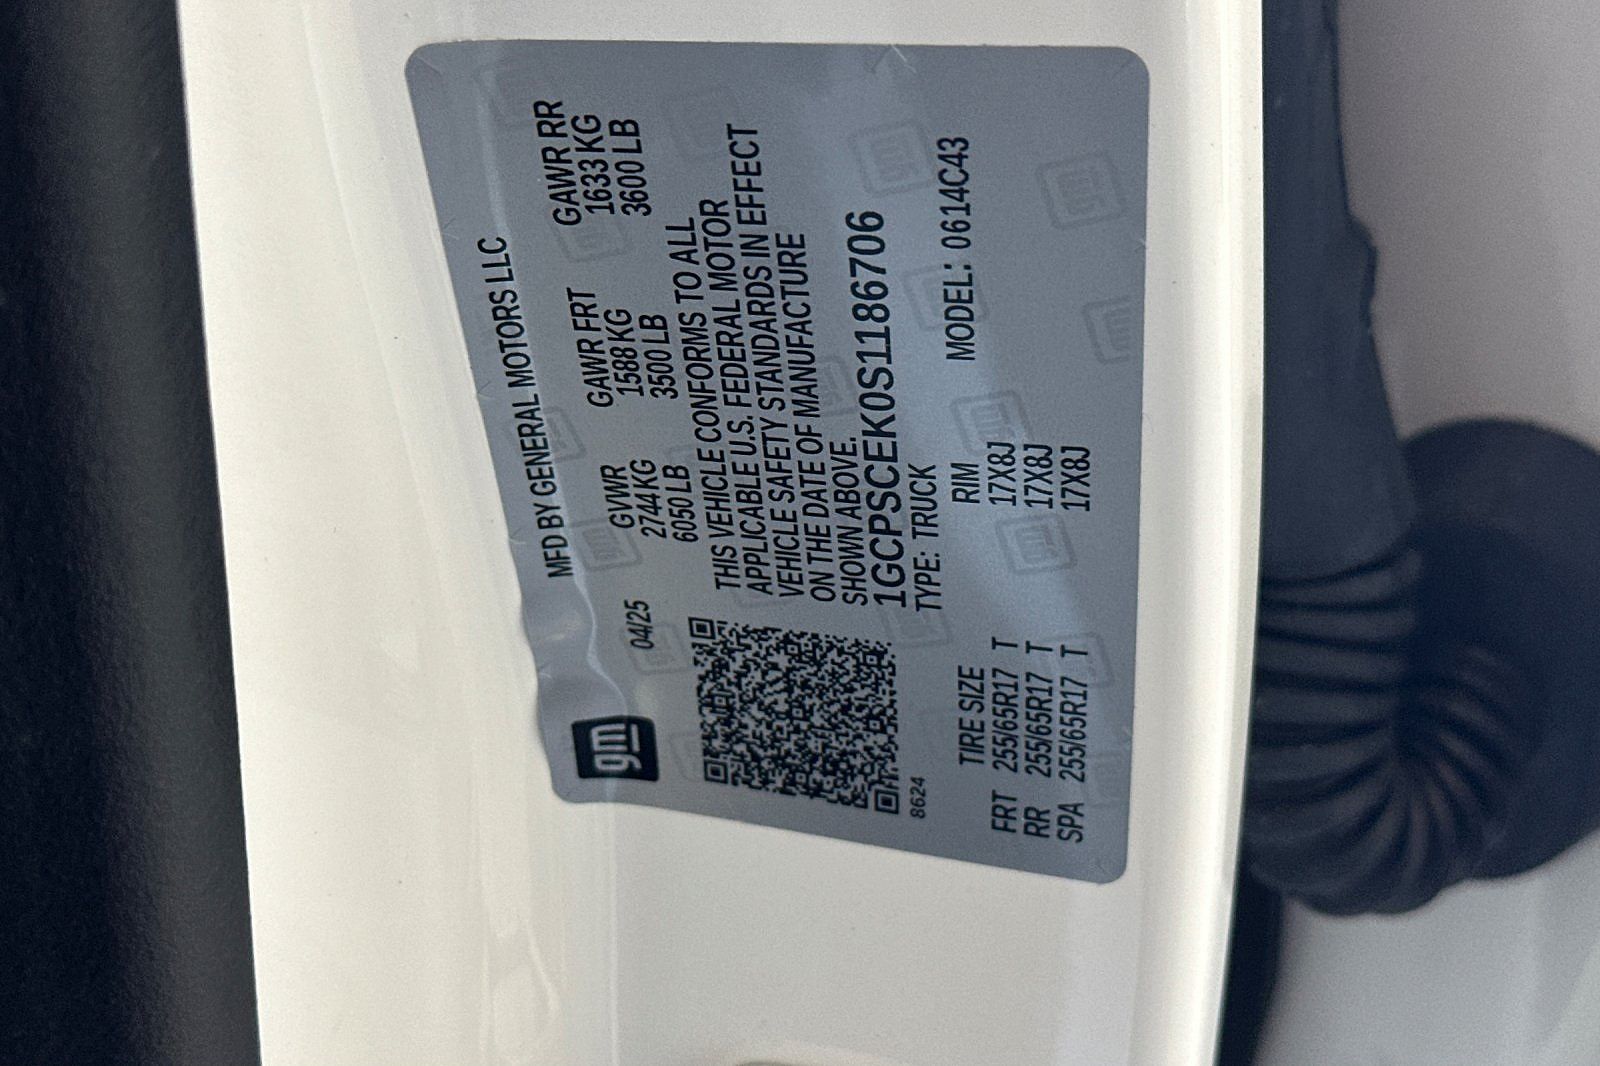 MFD BY GENERAL MOTORS LLC
gm
04/25
GVWR GAWR FRT GAWR RR
2744 KG 1588 KG 1633 KG
6050 LB 3500 LB 3600 LB
THIS VEHICLE CONFORMS TO ALL
APPLICABLE U.S. FEDERAL MOTOR
VEHICLE SAFETY STANDARDS IN EFFECT
ON THE DATE OF MANUFACTURE
SHOWN ABOVE.
1GCPSCEK0S1186706
TYPE: TRUCK MODEL: 0614C43
8624
TIRE SIZE RIM
FRT 255/65R17 T 17X8J
RR 255/65R17 T 17X8J
SPA 255/65R17 T 17X8J